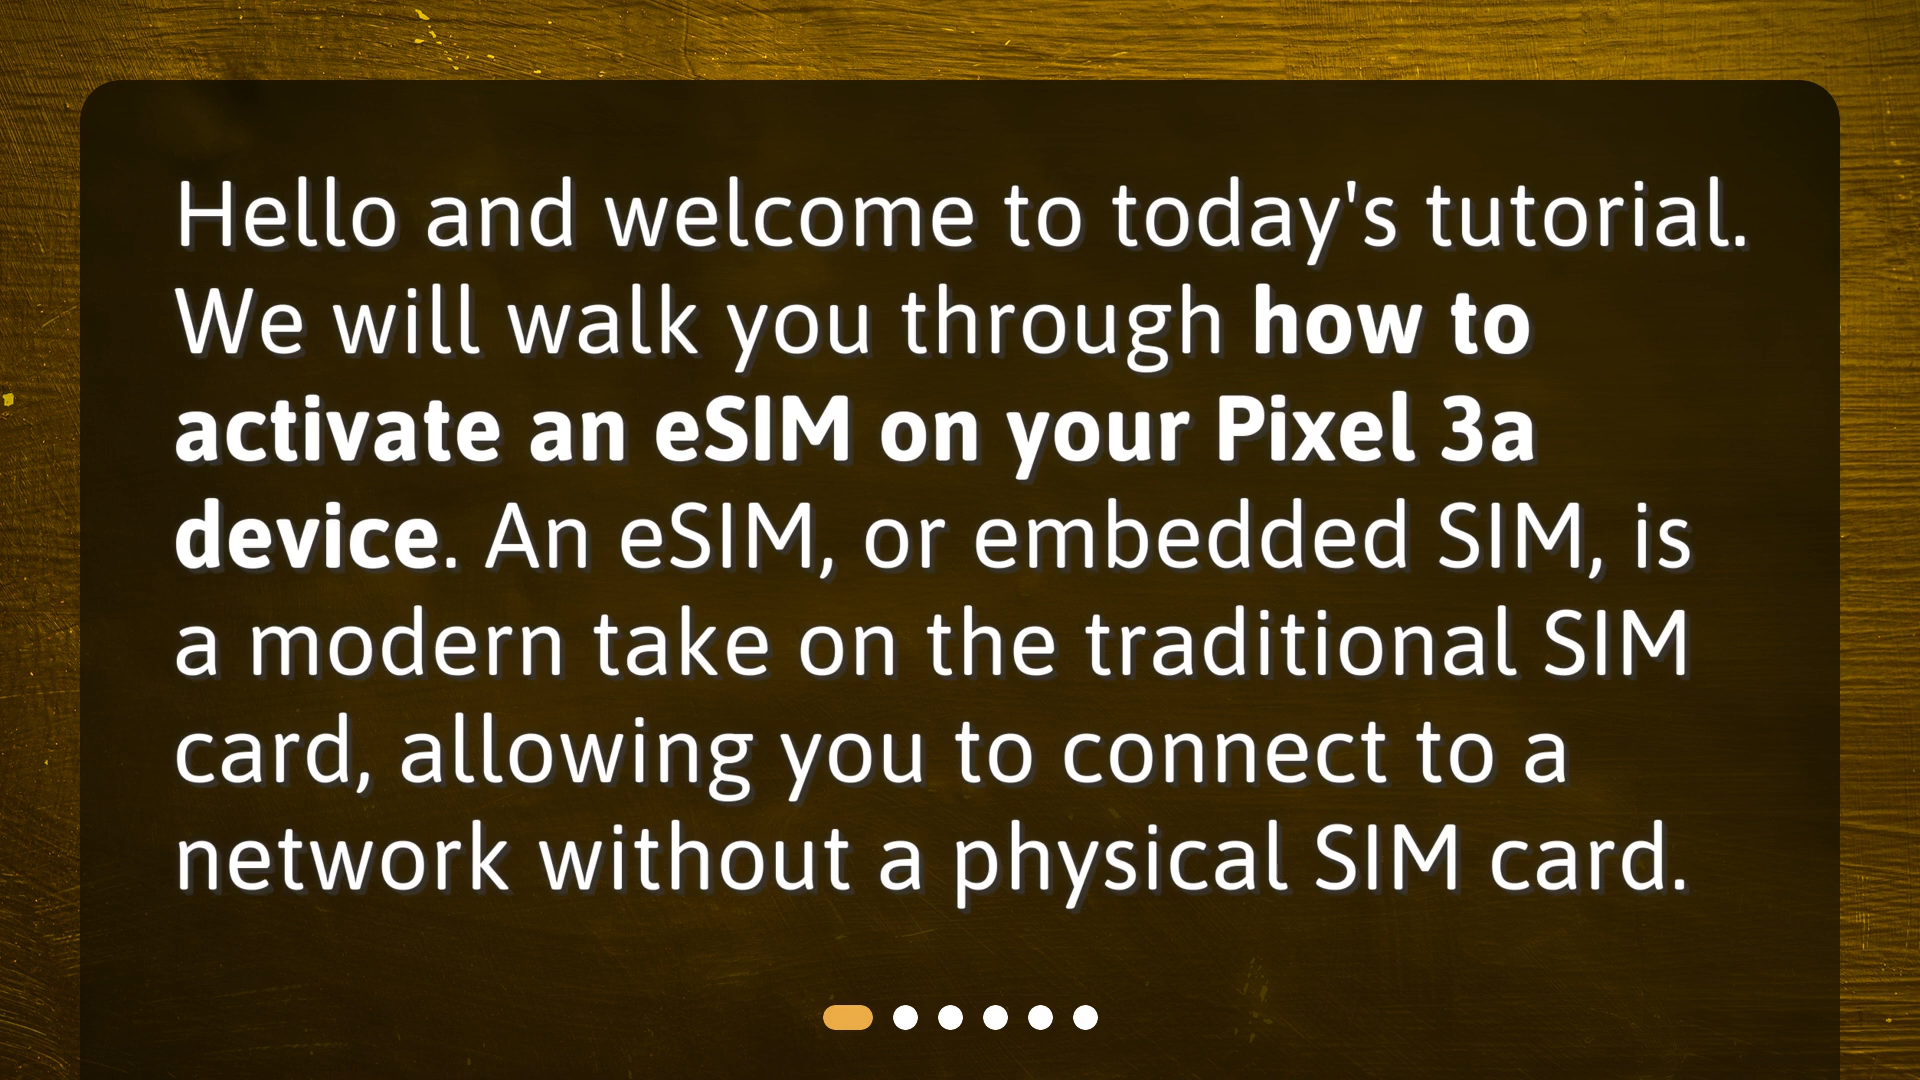 Hello and welcome to today's tutorial.
We will walk you through how to
activate an eSIM on your Pixel 3a
device. An eSIM, or embedded SIM, is
a modern take on the traditional SIM
card, allowing you to connect to a
network without a physical SIM card.